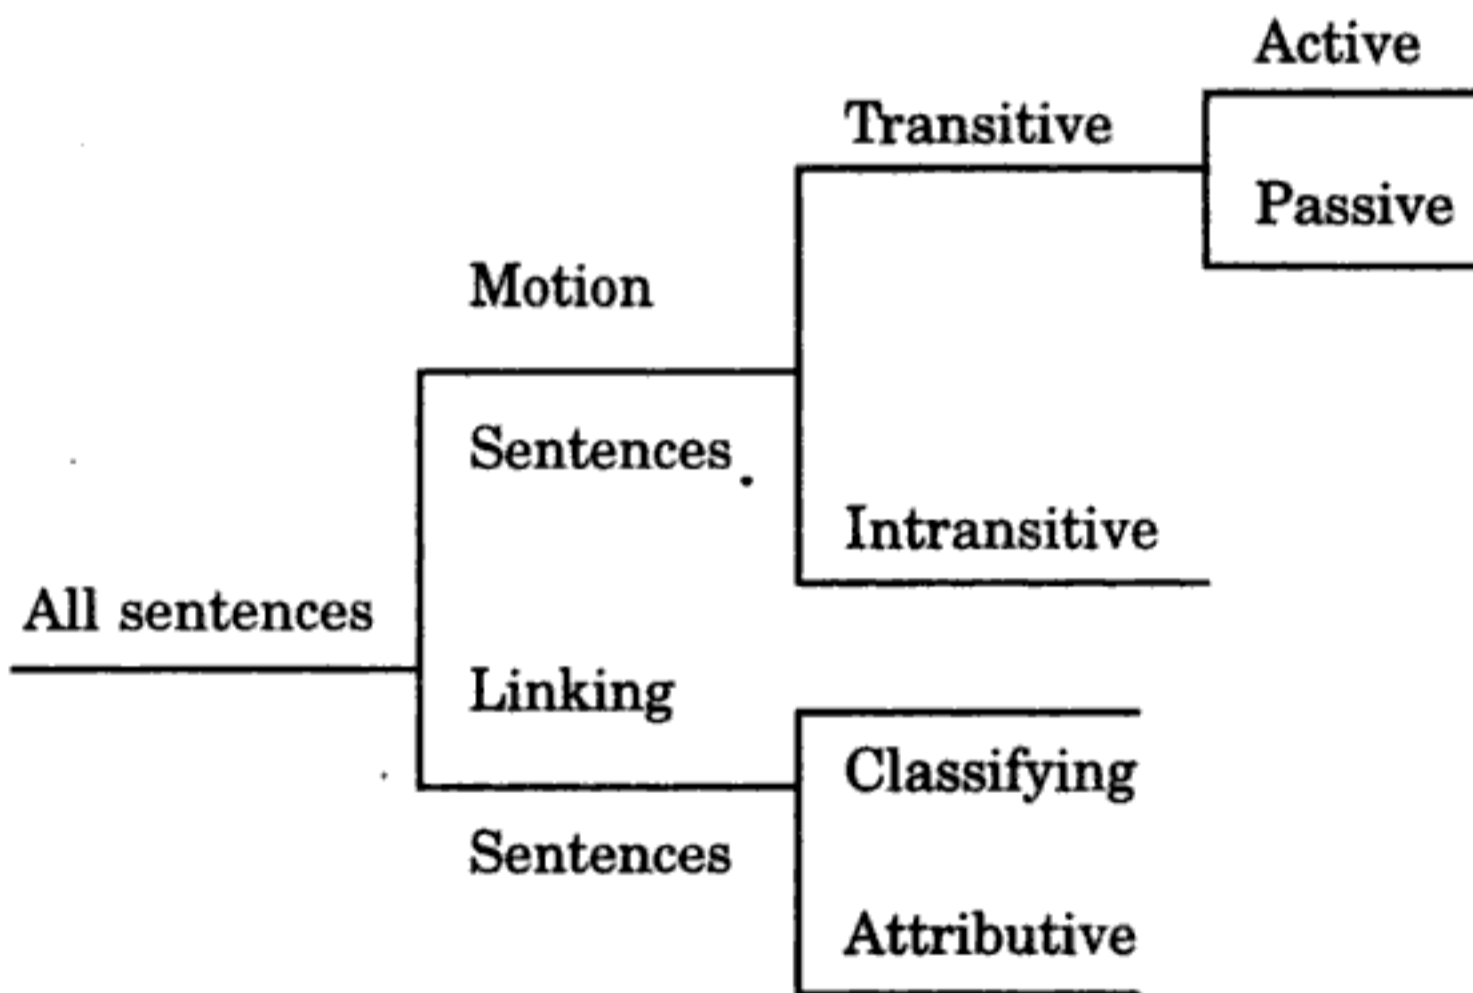 Active
Transitive
Passive
Motion
Sentences
Intransitive
All sentences
Linking
Classifying
Sentences
Attributive